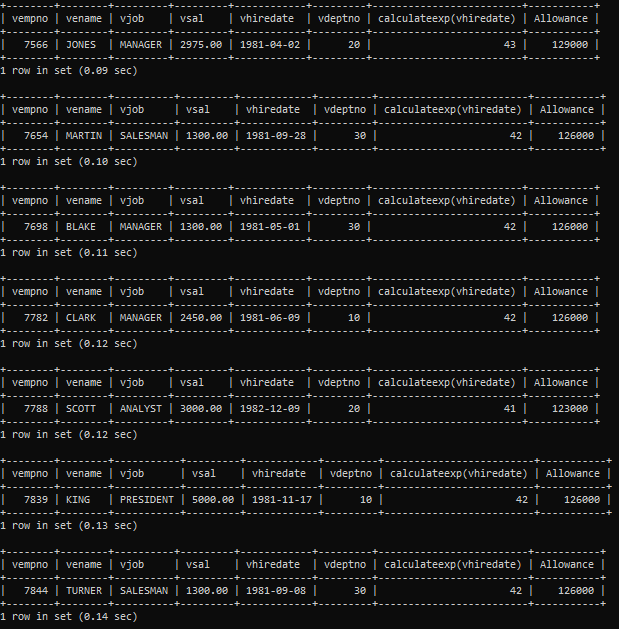 +--------+--------+---------+---------+------------+---------+-------------------------+-----------+
| vempno | vename | vjob    | vsal    | vhiredate  | vdeptno | calculateexp(vhiredate) | Allowance |
+--------+--------+---------+---------+------------+---------+-------------------------+-----------+
|   7566 | JONES  | MANAGER | 2975.00 | 1981-04-02 |      20 |                      43 |    129000 |
+--------+--------+---------+---------+------------+---------+-------------------------+-----------+
1 row in set (0.09 sec)

+--------+--------+----------+---------+------------+---------+-------------------------+-----------+
| vempno | vename | vjob     | vsal    | vhiredate  | vdeptno | calculateexp(vhiredate) | Allowance |
+--------+--------+----------+---------+------------+---------+-------------------------+-----------+
|   7654 | MARTIN | SALESMAN | 1300.00 | 1981-09-28 |      30 |                      42 |    126000 |
+--------+--------+----------+---------+------------+---------+-------------------------+-----------+
1 row in set (0.10 sec)

+--------+--------+---------+---------+------------+---------+-------------------------+-----------+
| vempno | vename | vjob    | vsal    | vhiredate  | vdeptno | calculateexp(vhiredate) | Allowance |
+--------+--------+---------+---------+------------+---------+-------------------------+-----------+
|   7698 | BLAKE  | MANAGER | 1300.00 | 1981-05-01 |      30 |                      42 |    126000 |
+--------+--------+---------+---------+------------+---------+-------------------------+-----------+
1 row in set (0.11 sec)

+--------+--------+---------+---------+------------+---------+-------------------------+-----------+
| vempno | vename | vjob    | vsal    | vhiredate  | vdeptno | calculateexp(vhiredate) | Allowance |
+--------+--------+---------+---------+------------+---------+-------------------------+-----------+
|   7782 | CLARK  | MANAGER | 2450.00 | 1981-06-09 |      10 |                      42 |    126000 |
+--------+--------+---------+---------+------------+---------+-------------------------+-----------+
1 row in set (0.12 sec)

+--------+--------+---------+---------+------------+---------+-------------------------+-----------+
| vempno | vename | vjob    | vsal    | vhiredate  | vdeptno | calculateexp(vhiredate) | Allowance |
+--------+--------+---------+---------+------------+---------+-------------------------+-----------+
|   7788 | SCOTT  | ANALYST | 3000.00 | 1982-12-09 |      20 |                      41 |    123000 |
+--------+--------+---------+---------+------------+---------+-------------------------+-----------+
1 row in set (0.12 sec)

+--------+--------+-----------+---------+------------+---------+-------------------------+-----------+
| vempno | vename | vjob      | vsal    | vhiredate  | vdeptno | calculateexp(vhiredate) | Allowance |
+--------+--------+-----------+---------+------------+---------+-------------------------+-----------+
|   7839 | KING   | PRESIDENT | 5000.00 | 1981-11-17 |      10 |                      42 |    126000 |
+--------+--------+-----------+---------+------------+---------+-------------------------+-----------+
1 row in set (0.13 sec)

+--------+--------+----------+---------+------------+---------+-------------------------+-----------+
| vempno | vename | vjob     | vsal    | vhiredate  | vdeptno | calculateexp(vhiredate) | Allowance |
+--------+--------+----------+---------+------------+---------+-------------------------+-----------+
|   7844 | TURNER | SALESMAN | 1300.00 | 1981-09-08 |      30 |                      42 |    126000 |
+--------+--------+----------+---------+------------+---------+-------------------------+-----------+
1 row in set (0.14 sec)